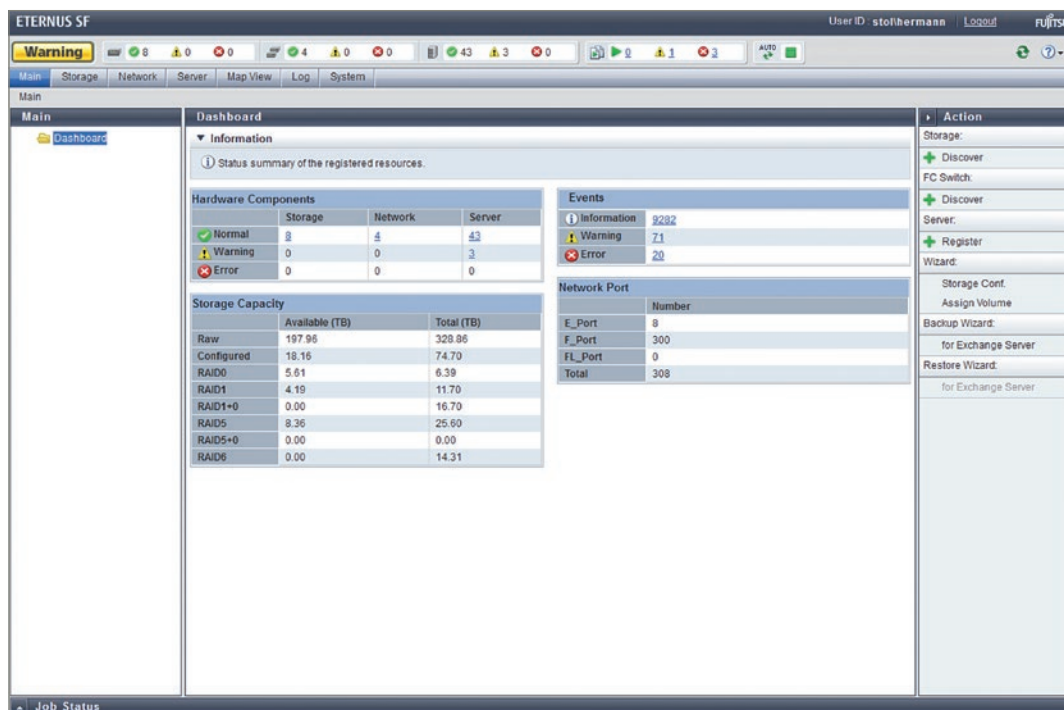 ETERNUS SF User ID : stollhermann Logout FUJITSU
Warning 8 0 0 4 0 0 43 3 0 0 1 3 AUTO
Main Storage Network Server Map View Log System
Main
Main
Dashboard
Dashboard
Information
Status summary of the registered resources.
Hardware Components
Storage Network Server
Normal 8 4 43
Warning 0 0 3
Error 0 0 0
Storage Capacity
Available (TB) Total (TB)
Raw 197.96 328.86
Configured 18.16 74.70
RAID0 5.61 6.39
RAID1 4.19 11.70
RAID1+0 0.00 16.70
RAID5 8.36 25.60
RAID5+0 0.00 0.00
RAID6 0.00 14.31
Events
Information 9282
Warning 71
Error 20
Network Port
Number
E_Port 8
F_Port 300
FL_Port 0
Total 308
Action
Storage:
Discover
FC Switch:
Discover
Server:
Register
Wizard:
Storage Conf.
Assign Volume
Backup Wizard:
for Exchange Server
Restore Wizard:
for Exchange Server
Job Status